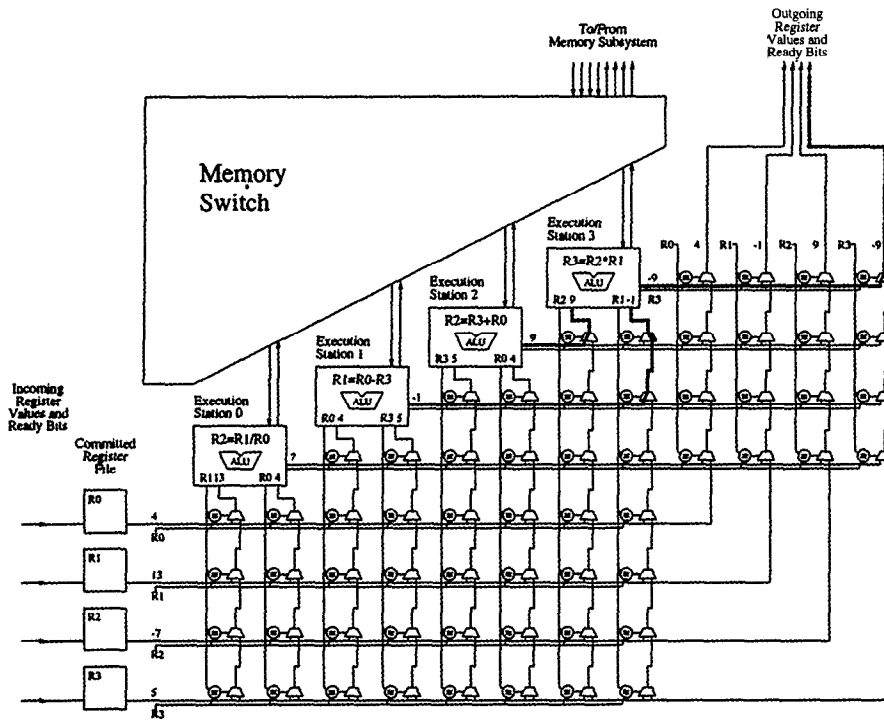 To/From
Memory Subsystem
Outgoing
Register
Values and
Ready Bits
Memory
Switch
Execution
Station 3
R0 4 R1 -1 R2 9 R3 -9
R3=R2*R1
ALU
-9
R2 9 R1 -1 R3
Execution
Station 2
R2=R3+R0
ALU
9
R3 5 R0 4
Execution
Station 1
R1=R0-R3
ALU
-1
R0 4 R3 5
Incoming
Register
Values and
Ready Bits
Execution
Station 0
R2=R1/R0
ALU
7
R1 13 R0 4
Committed
Register
File
R0
4
R0
R1
13
R1
R2
-7
R2
R3
5
R3